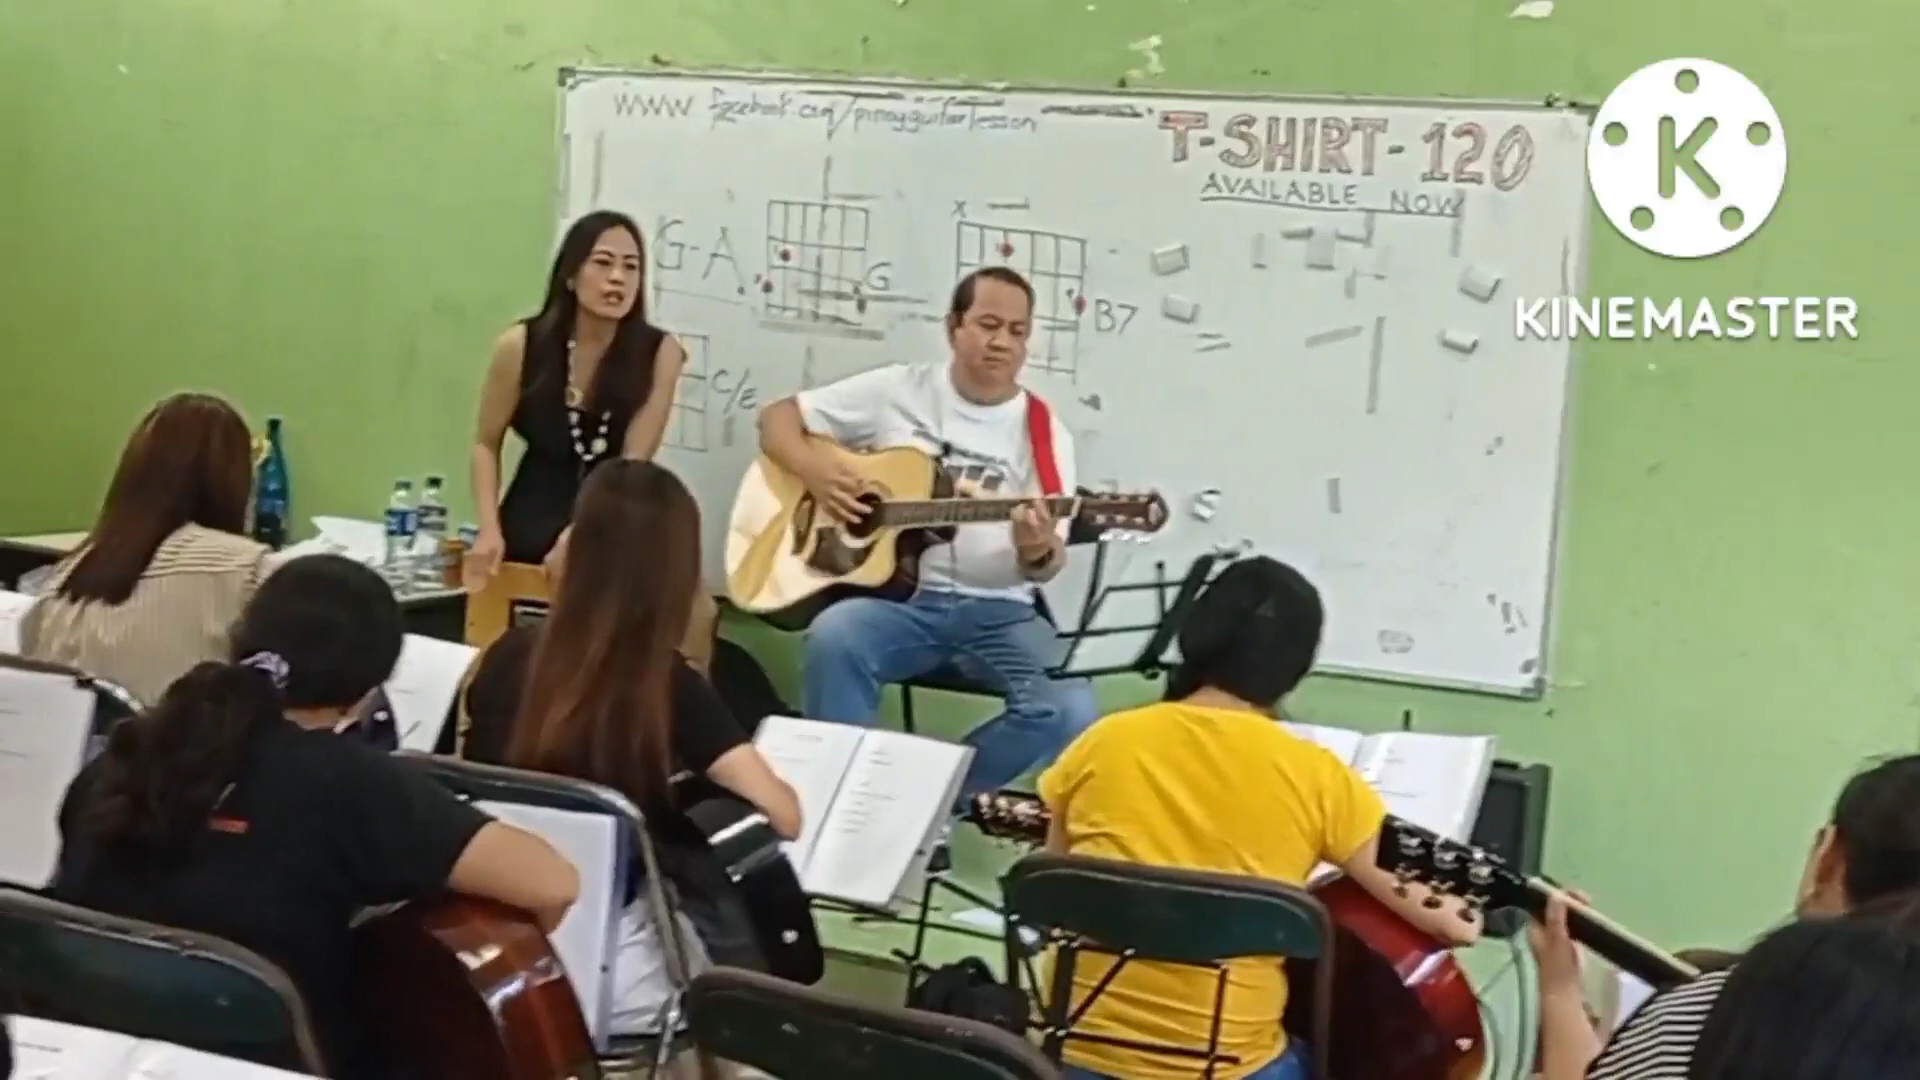 WWW facebook.com/pinoyguitarlesson
T-SHIRT-120
AVAILABLE NOW
X
G-A
G
B7
C/E
K
KINEMASTER